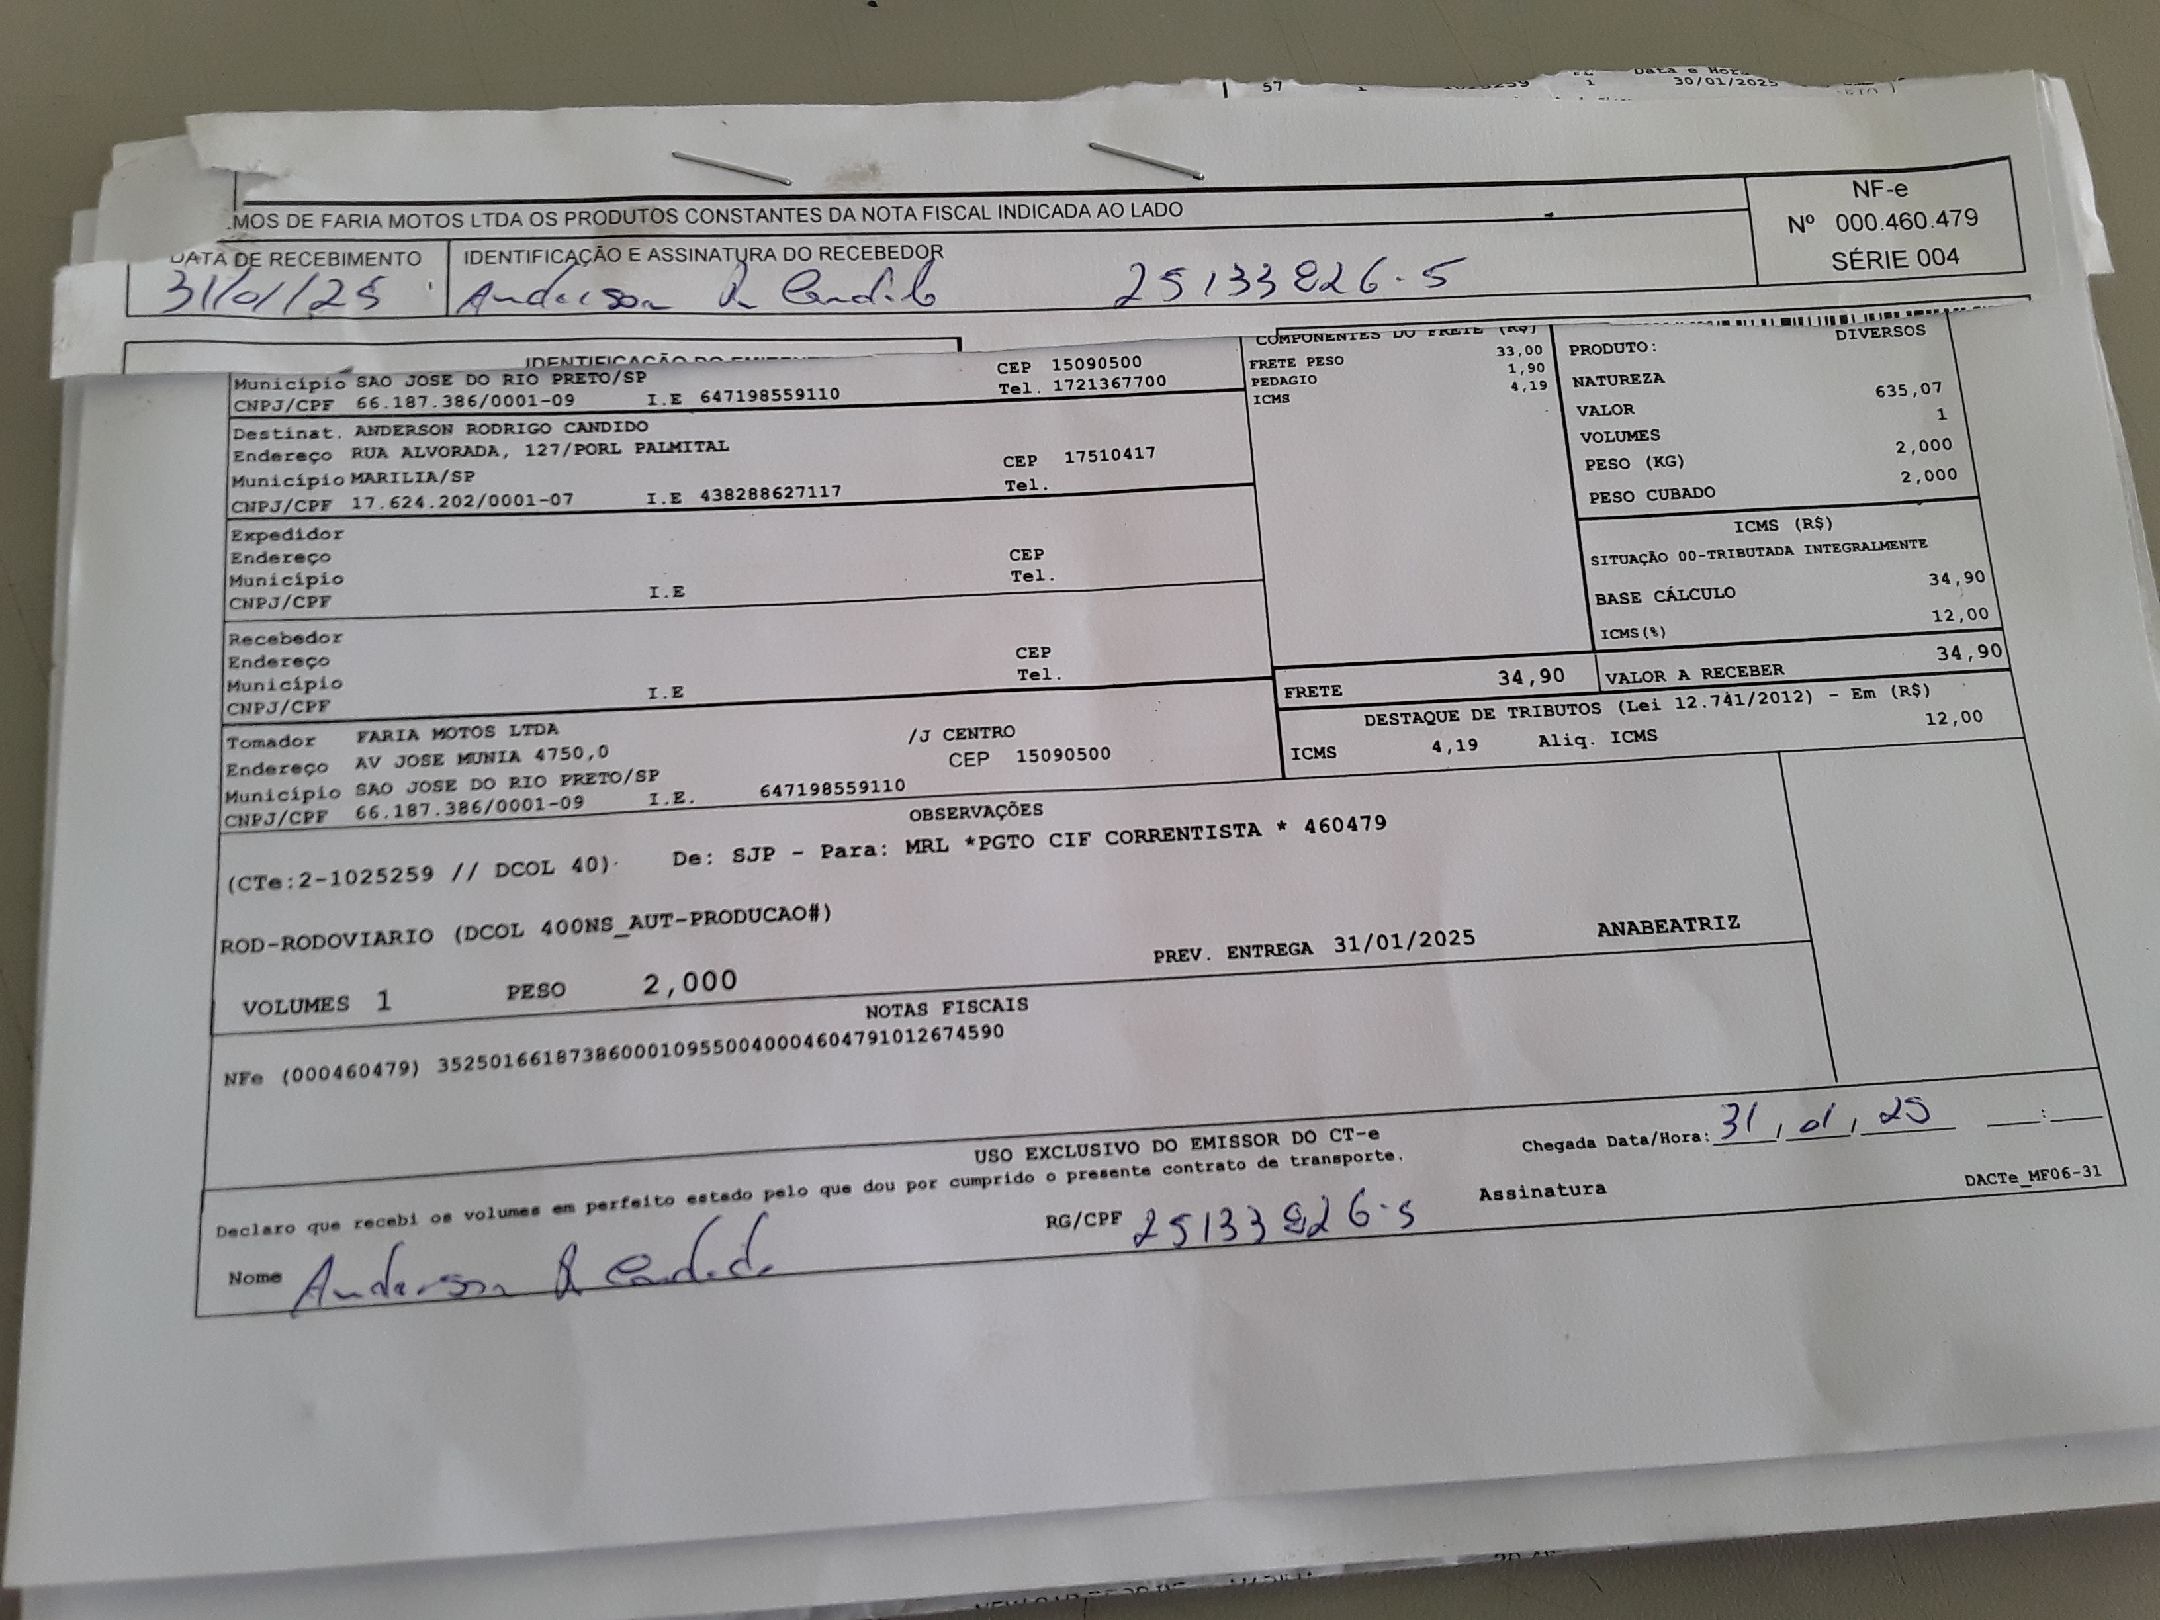 57 1 1
30/01/2025
.MOS DE FARIA MOTOS LTDA OS PRODUTOS CONSTANTES DA NOTA FISCAL INDICADA AO LADO
NF-e
Nº 000.460.479
SÉRIE 004
DATA DE RECEBIMENTO IDENTIFICAÇÃO E ASSINATURA DO RECEBEDOR
31/01/25 Anderson R Candido 25133826-5
IDENTIFICAÇÃO DO EMITENTE
Município SAO JOSE DO RIO PRETO/SP CEP 15090500
CNPJ/CPF 66.187.386/0001-09 I.E 647198559110 Tel. 1721367700
Destinat. ANDERSON RODRIGO CANDIDO
Endereço RUA ALVORADA, 127/PORL PALMITAL
Município MARILIA/SP CEP 17510417
CNPJ/CPF 17.624.202/0001-07 I.E 438288627117 Tel.
Expedidor
Endereço
Município CEP
CNPJ/CPF I.E Tel.
Recebedor
Endereço
Município CEP
CNPJ/CPF I.E Tel.
Tomador FARIA MOTOS LTDA
Endereço AV JOSE MUNIA 4750,0 /J CENTRO
Município SAO JOSE DO RIO PRETO/SP CEP 15090500
CNPJ/CPF 66.187.386/0001-09 I.E. 647198559110
COMPONENTES DO FRETE (R$)
FRETE PESO 33,00
PEDAGIO 1,90
ICMS 4,19
PRODUTO: DIVERSOS
NATUREZA
VALOR 635,07
VOLUMES 1
PESO (KG) 2,000
PESO CUBADO 2,000
ICMS (R$)
SITUAÇÃO 00-TRIBUTADA INTEGRALMENTE
BASE CÁLCULO 34,90
ICMS(%) 12,00
FRETE 34,90 VALOR A RECEBER 34,90
DESTAQUE DE TRIBUTOS (Lei 12.741/2012) - Em (R$)
ICMS 4,19 Aliq. ICMS 12,00
OBSERVAÇÕES
(CTe:2-1025259 // DCOL 40). De: SJP - Para: MRL *PGTO CIF CORRENTISTA * 460479
ROD-RODOVIARIO (DCOL 400NS_AUT-PRODUCAO#)
VOLUMES 1 PESO 2,000 PREV. ENTREGA 31/01/2025 ANABEATRIZ
NOTAS FISCAIS
NFe (000460479) 35250166187386000109550040004604791012674590
USO EXCLUSIVO DO EMISSOR DO CT-e
Declaro que recebi os volumes em perfeito estado pelo que dou por cumprido o presente contrato de transporte.
Chegada Data/Hora: 31, 01, 25 :
Nome Anderson R Candido RG/CPF 25133826-5 Assinatura
DACTe_MF06-31